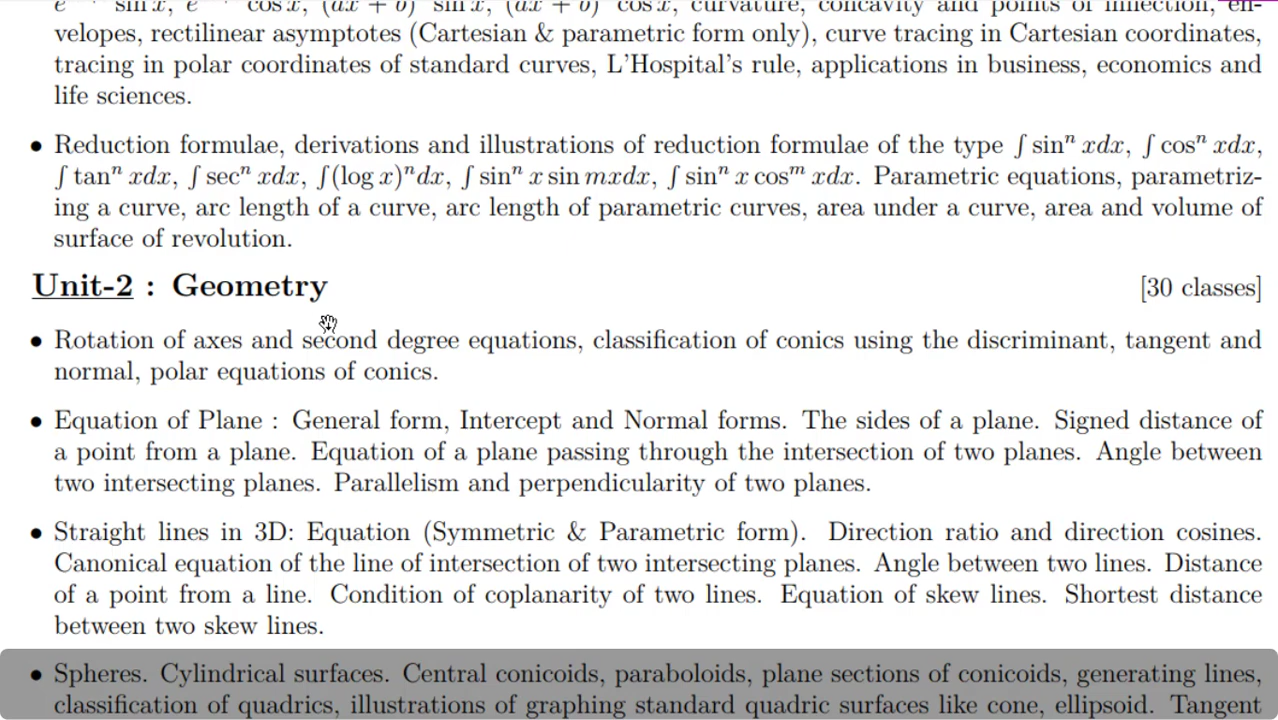 velopes, rectilinear asymptotes (Cartesian & parametric form only), curve tracing in Cartesian coordinates,
tracing in polar coordinates of standard curves, L'Hospital's rule, applications in business, economics and
life sciences.
• Reduction formulae, derivations and illustrations of reduction formulae of the type ∫ sinⁿ xdx, ∫ cosⁿ xdx,
∫ tanⁿ xdx, ∫ secⁿ xdx, ∫(log x)ⁿdx, ∫ sinⁿ x sin mxdx, ∫ sinⁿ x cosᵐ xdx. Parametric equations, parametriz-
ing a curve, arc length of a curve, arc length of parametric curves, area under a curve, area and volume of
surface of revolution.
Unit-2 : Geometry [30 classes]
• Rotation of axes and second degree equations, classification of conics using the discriminant, tangent and
normal, polar equations of conics.
• Equation of Plane : General form, Intercept and Normal forms. The sides of a plane. Signed distance of
a point from a plane. Equation of a plane passing through the intersection of two planes. Angle between
two intersecting planes. Parallelism and perpendicularity of two planes.
• Straight lines in 3D: Equation (Symmetric & Parametric form). Direction ratio and direction cosines.
Canonical equation of the line of intersection of two intersecting planes. Angle between two lines. Distance
of a point from a line. Condition of coplanarity of two lines. Equation of skew lines. Shortest distance
between two skew lines.
• Spheres. Cylindrical surfaces. Central conicoids, paraboloids, plane sections of conicoids, generating lines,
classification of quadrics, illustrations of graphing standard quadric surfaces like cone, ellipsoid. Tangent